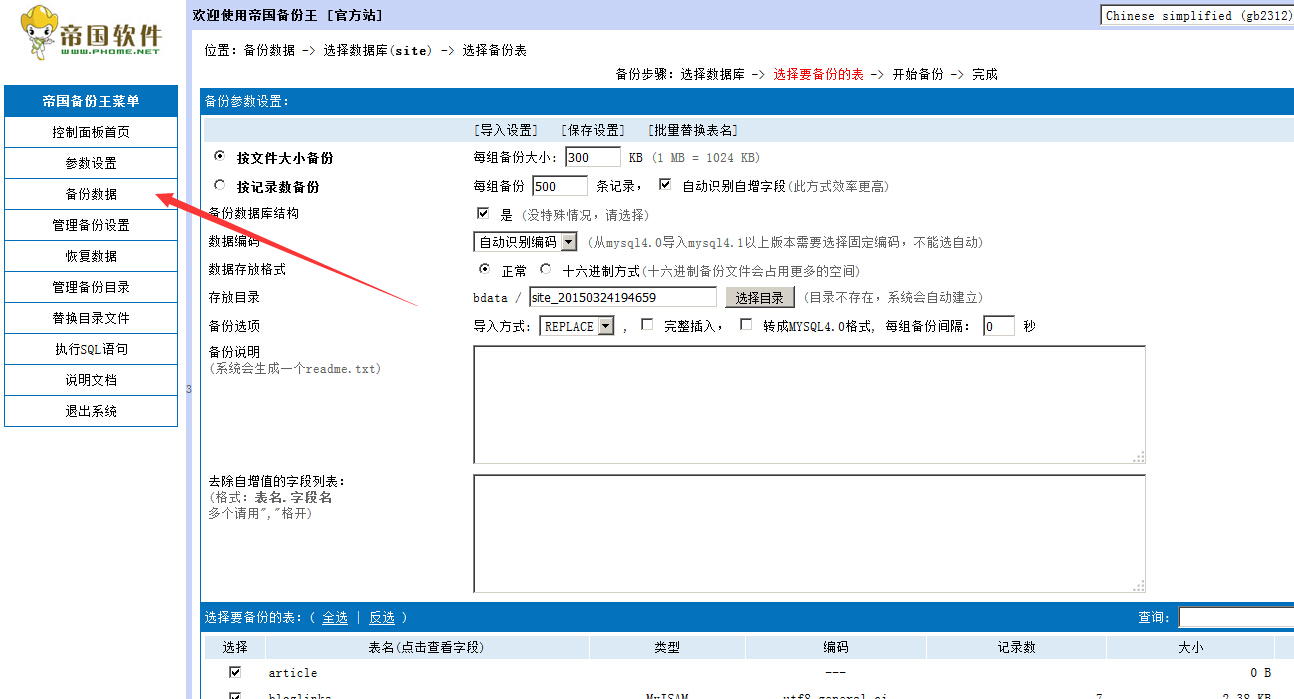 帝国软件
WWW.PHOME.NET
欢迎使用帝国备份王 [官方站]
Chinese simplified (gb2312)
位置：备份数据 -> 选择数据库(site) -> 选择备份表
备份步骤：选择数据库 -> 选择要备份的表 -> 开始备份 -> 完成
帝国备份王菜单
控制面板首页
参数设置
备份数据
管理备份设置
恢复数据
管理备份目录
替换目录文件
执行SQL语句
说明文档
退出系统
3
备份参数设置：
[导入设置] [保存设置] [批量替换表名]
按文件大小备份 每组备份大小：300 KB (1 MB = 1024 KB)
按记录数备份 每组备份 500 条记录， 自动识别自增字段(此方式效率更高)
备份数据库结构 是 (没特殊情况，请选择)
数据编码 自动识别编码 (从mysql4.0导入mysql4.1以上版本需要选择固定编码，不能选自动)
数据存放格式 正常 十六进制方式(十六进制备份文件会占用更多的空间)
存放目录 bdata / site_20150324194659 选择目录 (目录不存在，系统会自动建立)
备份选项 导入方式: REPLACE , 完整插入， 转成MYSQL4.0格式, 每组备份间隔： 0 秒
备份说明
(系统会生成一个readme.txt)
去除自增值的字段列表：
(格式：表名.字段名
多个请用","格开)
选择要备份的表：( 全选 | 反选 ) 查询:
选择 表名(点击查看字段) 类型 编码 记录数 大小
article --- 0 B
bloglinks MyISAM utf8_general_ci 7 2.38 KB